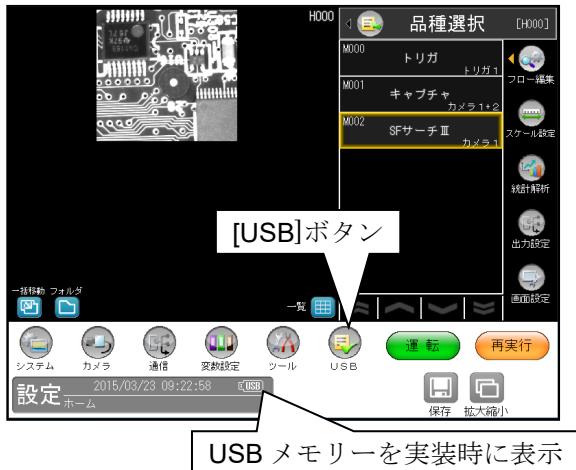 H000
品種選択
[H000]
M000
トリガ
トリガ1
M001
キャプチャ
カメラ1+2
M002
SFサーチⅢ
カメラ1
フロー編集
スケール設定
統計解析
出力設定
画面設定
[USB]ボタン
一括移動 フォルダ
一覧
システム カメラ 通信 変数設定 ツール USB
運転 再実行
設定 2015/03/23 09:22:58 USB
ホーム
保存 拡大縮小
USB メモリーを実装時に表示